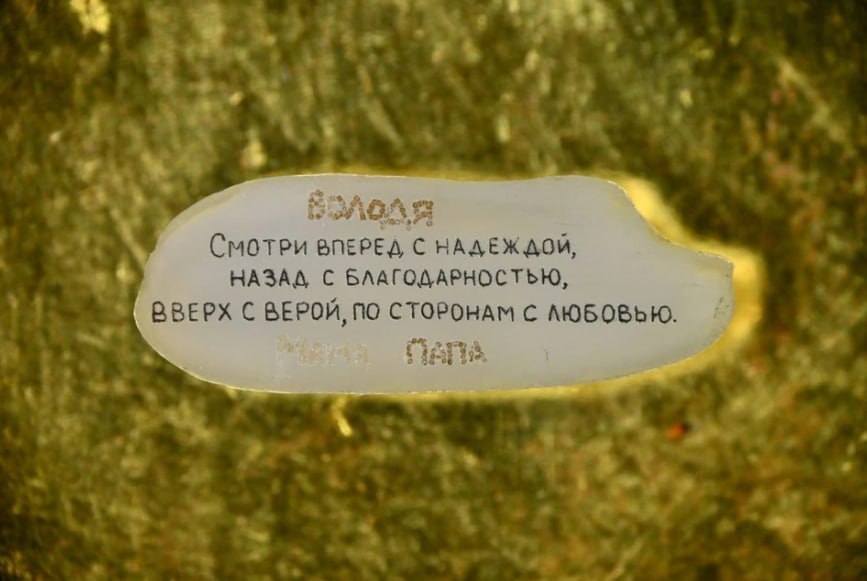 ВОЛОДЯ
СМОТРИ ВПЕРЕД С НАДЕЖДОЙ,
НАЗАД С БЛАГОДАРНОСТЬЮ,
ВВЕРХ С ВЕРОЙ, ПО СТОРОНАМ С ЛЮБОВЬЮ.
МАМА ПАПА